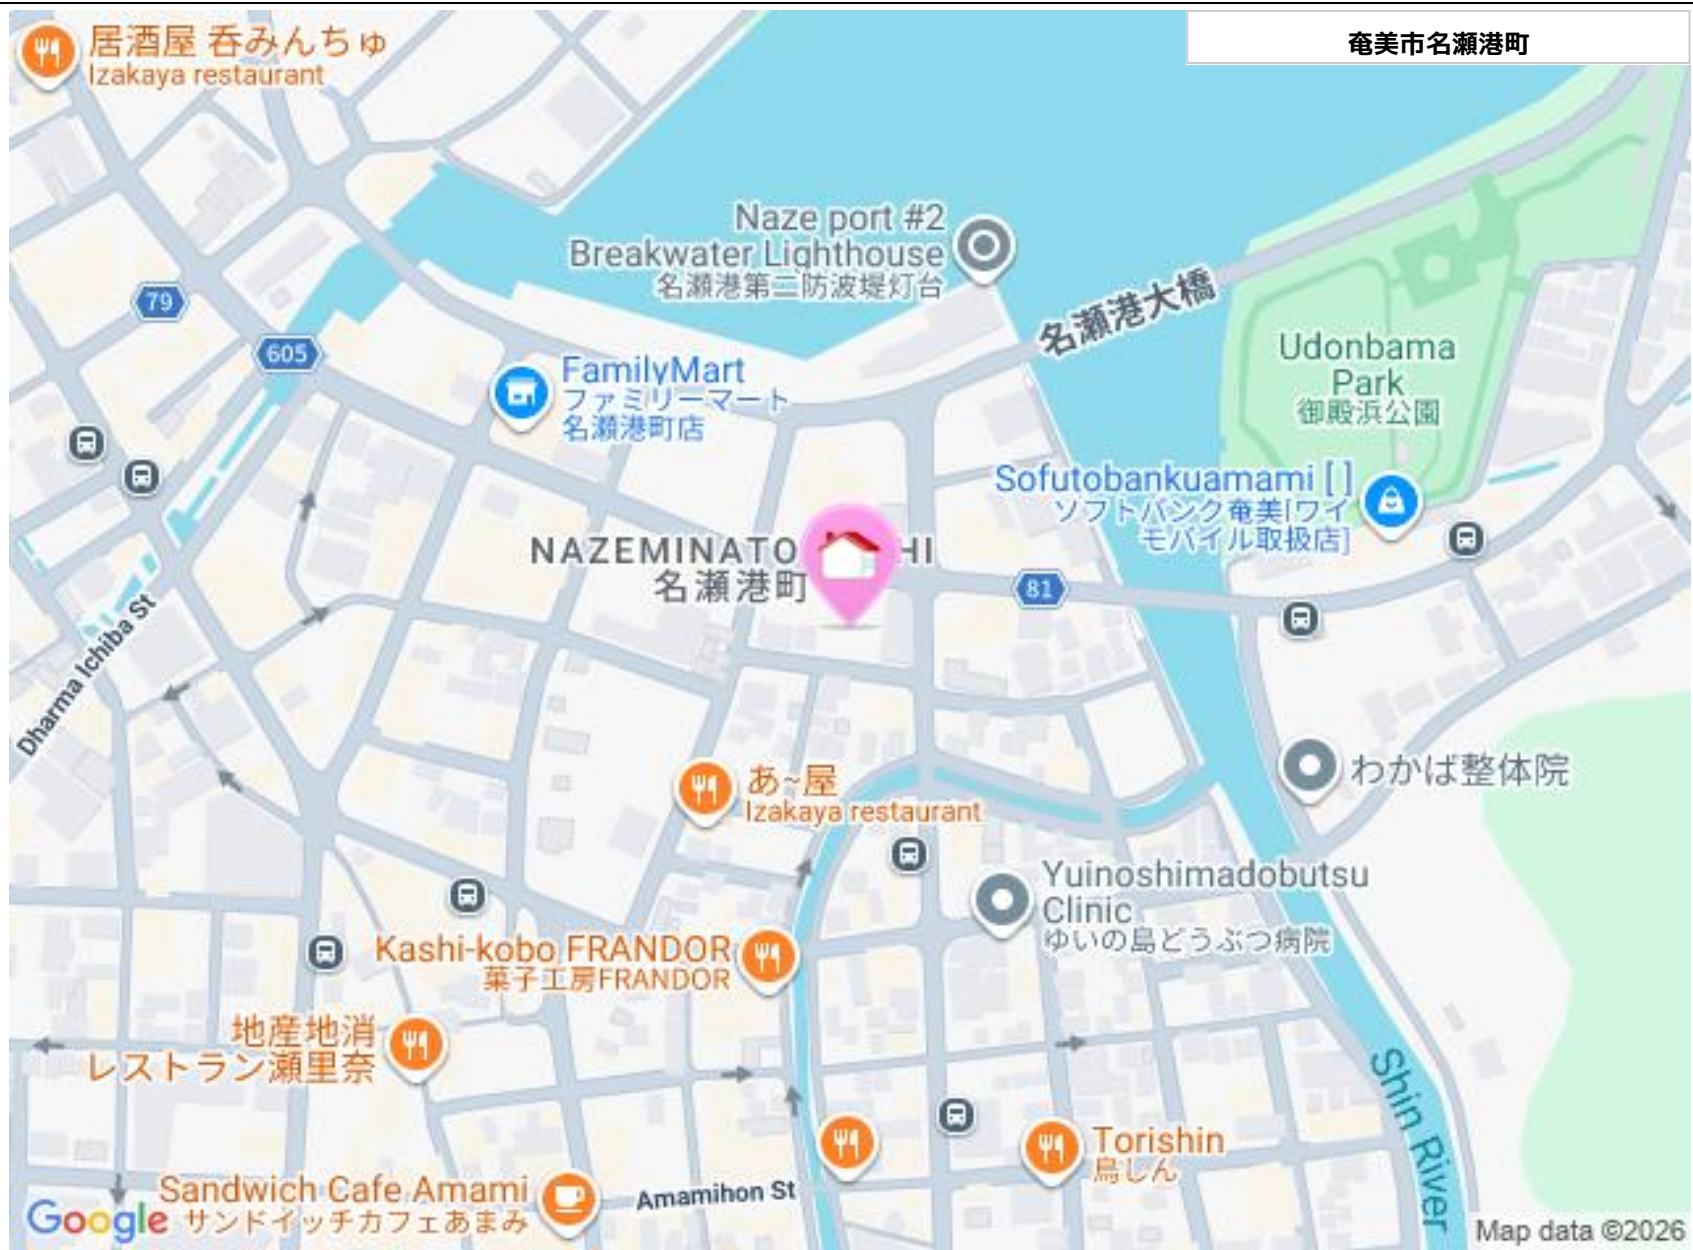 奄美市名瀬港町
居酒屋 呑みんちゅ
Izakaya restaurant
Naze port #2
Breakwater Lighthouse
名瀬港第二防波堤灯台
名瀬港大橋
79
605
FamilyMart
ファミリーマート
名瀬港町店
Udonbama
Park
御殿浜公園
Sofutobankuamami [ ]
ソフトバンク奄美[ワイ
モバイル取扱店]
NAZEMINATO HI
名瀬港町
81
Dharma Ichiba St
わかば整体院
あ~屋
Izakaya restaurant
Yuinoshimadobutsu
Clinic
ゆいの島どうぶつ病院
Kashi-kobo FRANDOR
菓子工房FRANDOR
地産地消
レストラン瀬里奈
Shin River
Torishin
鳥しん
Sandwich Cafe Amami
サンドイッチカフェあまみ
Amamihon St
Google
Map data ©2026